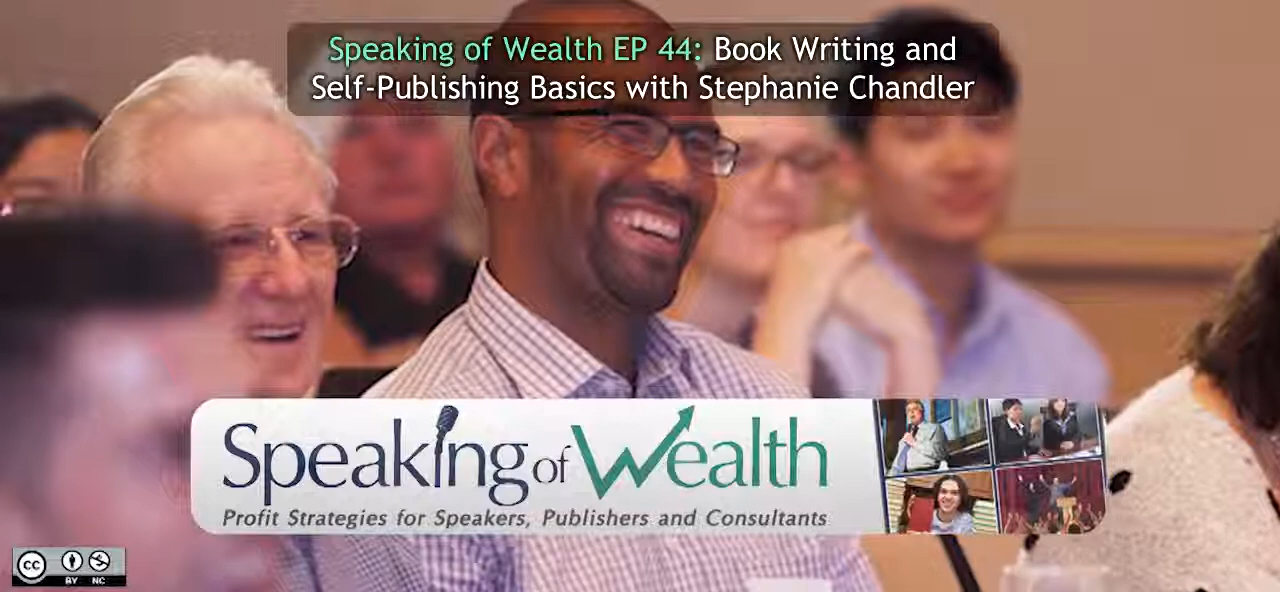 Speaking of Wealth EP 44: Book Writing and
Self-Publishing Basics with Stephanie Chandler
Speaking of Wealth
Profit Strategies for Speakers, Publishers and Consultants
cc
BY NC